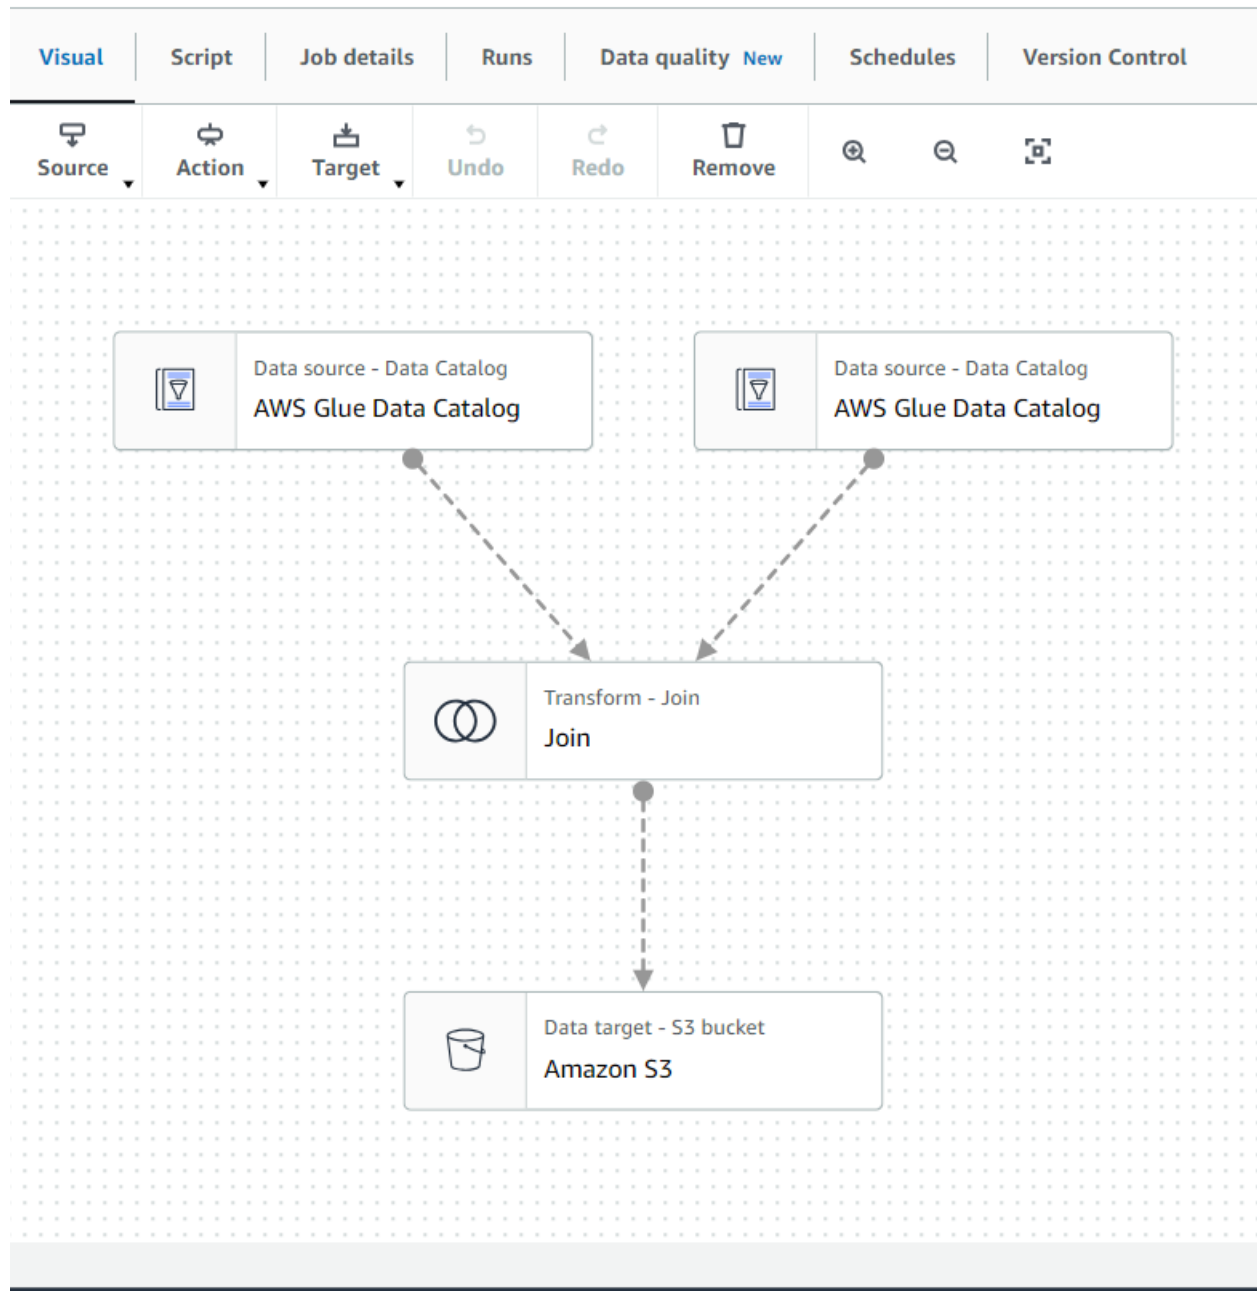 Visual Script Job details Runs Data quality New Schedules Version Control
Source Action Target Undo Redo Remove
Data source - Data Catalog
AWS Glue Data Catalog
Data source - Data Catalog
AWS Glue Data Catalog
Transform - Join
Join
Data target - S3 bucket
Amazon S3